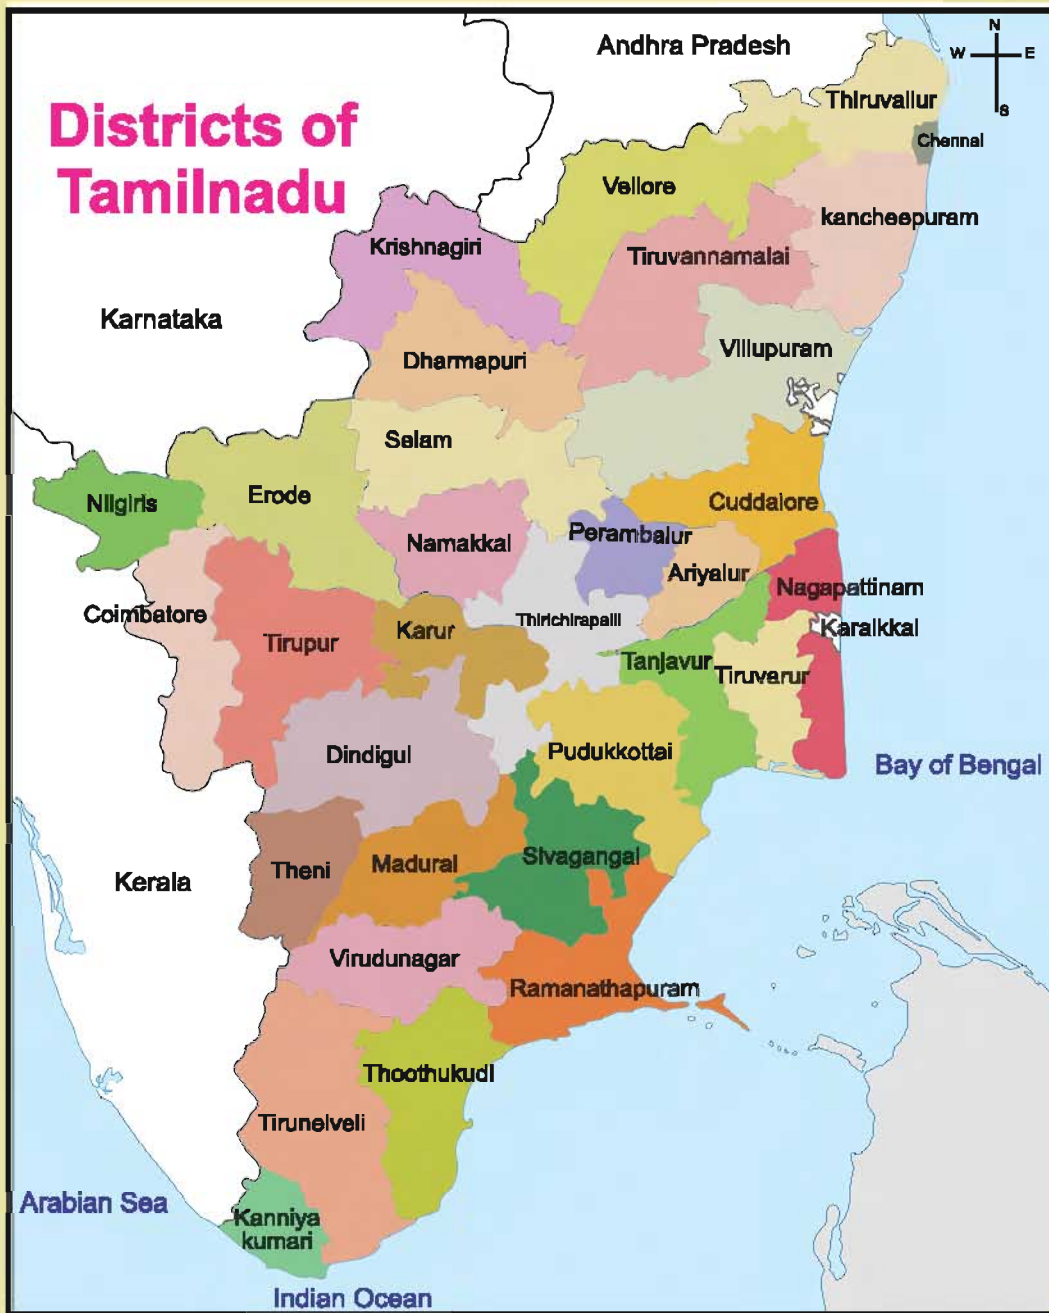 Andhra Pradesh
N
W
E
S
Districts of
Tamilnadu
Thiruvallur
Chennai
Vellore
kancheepuram
Krishnagiri
Tiruvannamalai
Karnataka
Villupuram
Dharmapuri
Selam
Erode
Nilgiris
Cuddalore
Perambalur
Namakkal
Ariyalur
Nagapattinam
Coimbatore
Thirichirapalli
Karaikkal
Karur
Tirupur
Tanjavur
Tiruvarur
Dindigul
Pudukkottai
Bay of Bengal
Sivagangai
Madurai
Theni
Kerala
Virudunagar
Ramanathapuram
Thoothukudi
Tirunelveli
Arabian Sea
Kanniya
kumari
Indian Ocean